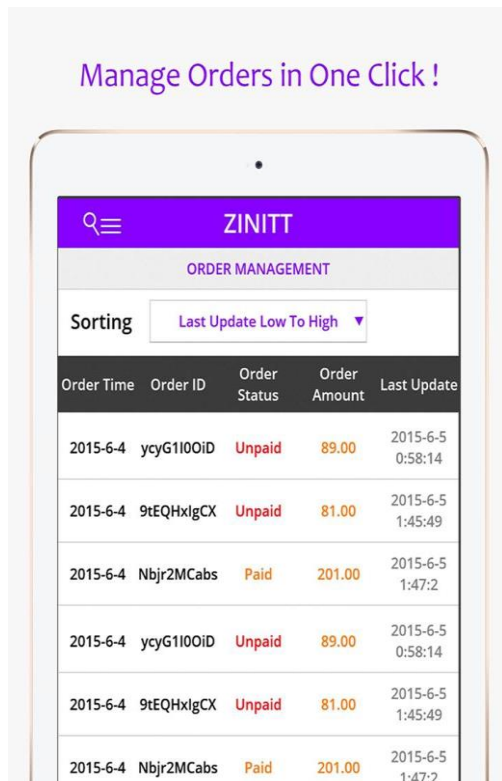 Manage Orders in One Click !
ZINITT
ORDER MANAGEMENT
Sorting Last Update Low To High
Order Time Order ID Order Status Order Amount Last Update
2015-6-4 ycyG1I0OiD Unpaid 89.00 2015-6-5 0:58:14
2015-6-4 9tEQHxIgCX Unpaid 81.00 2015-6-5 1:45:49
2015-6-4 Nbjr2MCabs Paid 201.00 2015-6-5 1:47:2
2015-6-4 ycyG1I0OiD Unpaid 89.00 2015-6-5 0:58:14
2015-6-4 9tEQHxIgCX Unpaid 81.00 2015-6-5 1:45:49
2015-6-4 Nbjr2MCabs Paid 201.00 2015-6-5 1:47:2